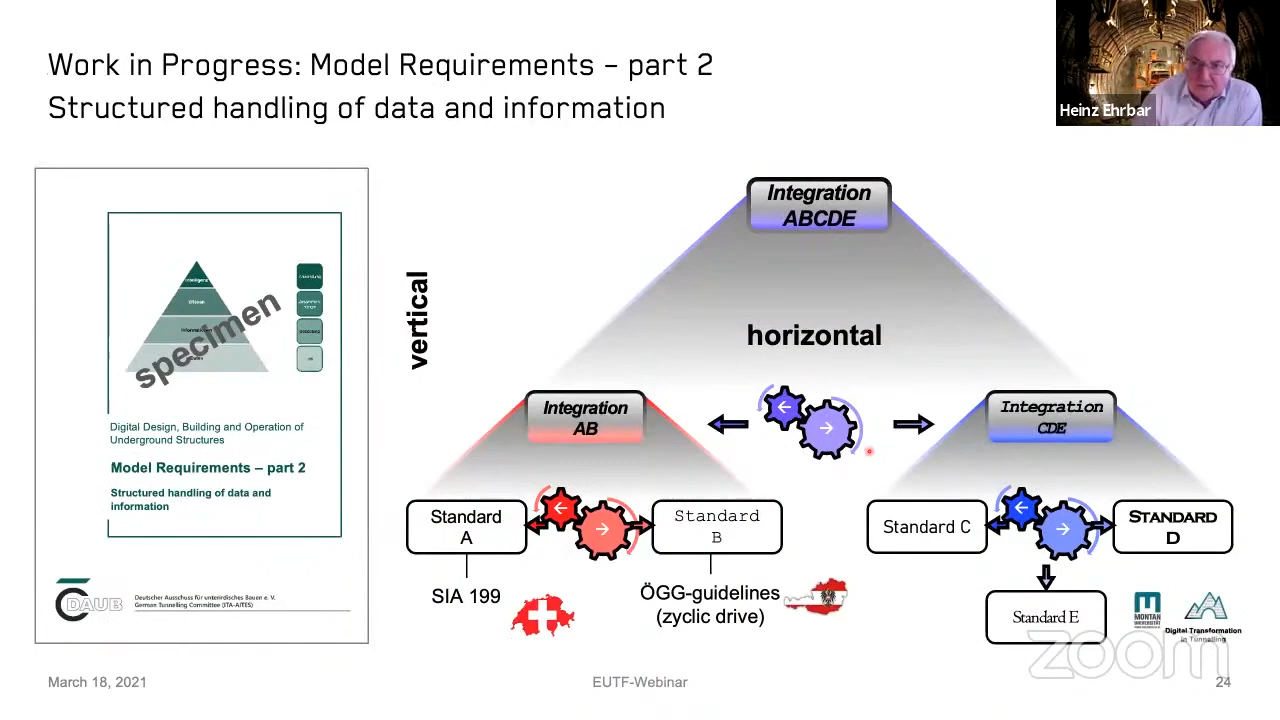 Work in Progress: Model Requirements – part 2
Structured handling of data and information
Heinz Ehrbar
Integration
ABCDE
vertical
horizontal
specimen
Integration
AB
Integration
CDE
Digital Design, Building and Operation of
Underground Structures
Model Requirements – part 2
Structured handling of data and
information
Standard
A
Standard
B
Standard C
STANDARD
D
SIA 199
ÖGG-guidelines
(zyclic drive)
Standard E
DAUB
Deutscher Ausschuss für unterirdisches Bauen e. V.
German Tunnelling Committee (ITA-AITES)
MONTAN
UNIVERSITÄT
Digital Transformation
in Tunnelling
zoom
March 18, 2021
EUTF-Webinar
24